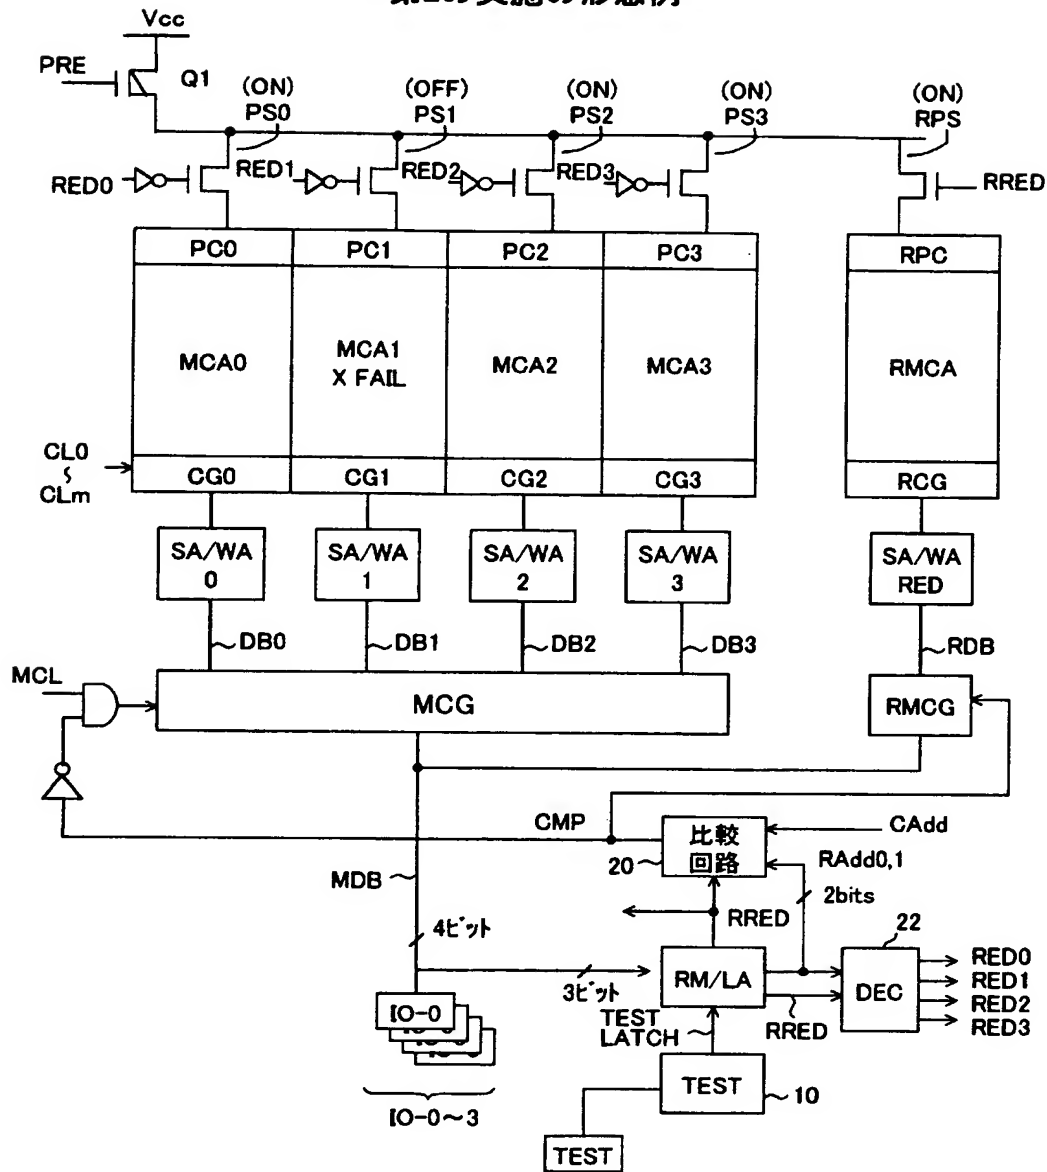 第2の実施の形態例
Vcc
PRE
Q1
(ON)
PS0
(OFF)
PS1
(ON)
PS2
(ON)
PS3
(ON)
RPS
RED0
RED1
RED2
RED3
RRED
PC0
PC1
PC2
PC3
RPC
MCA0
MCA1
X FAIL
MCA2
MCA3
RMCA
CL0
∫
CLm
CG0
CG1
CG2
CG3
RCG
SA/WA
0
SA/WA
1
SA/WA
2
SA/WA
3
SA/WA
RED
DB0
DB1
DB2
DB3
RDB
MCL
MCG
RMCG
CMP
比較
回路
20
CAdd
RAdd0,1
2bits
MDB
RRED
22
4ビット
3ビット
RM/LA
DEC
RED0
RED1
RED2
RED3
IO-0
TEST
LATCH
RRED
TEST
10
IO-0~3
TEST